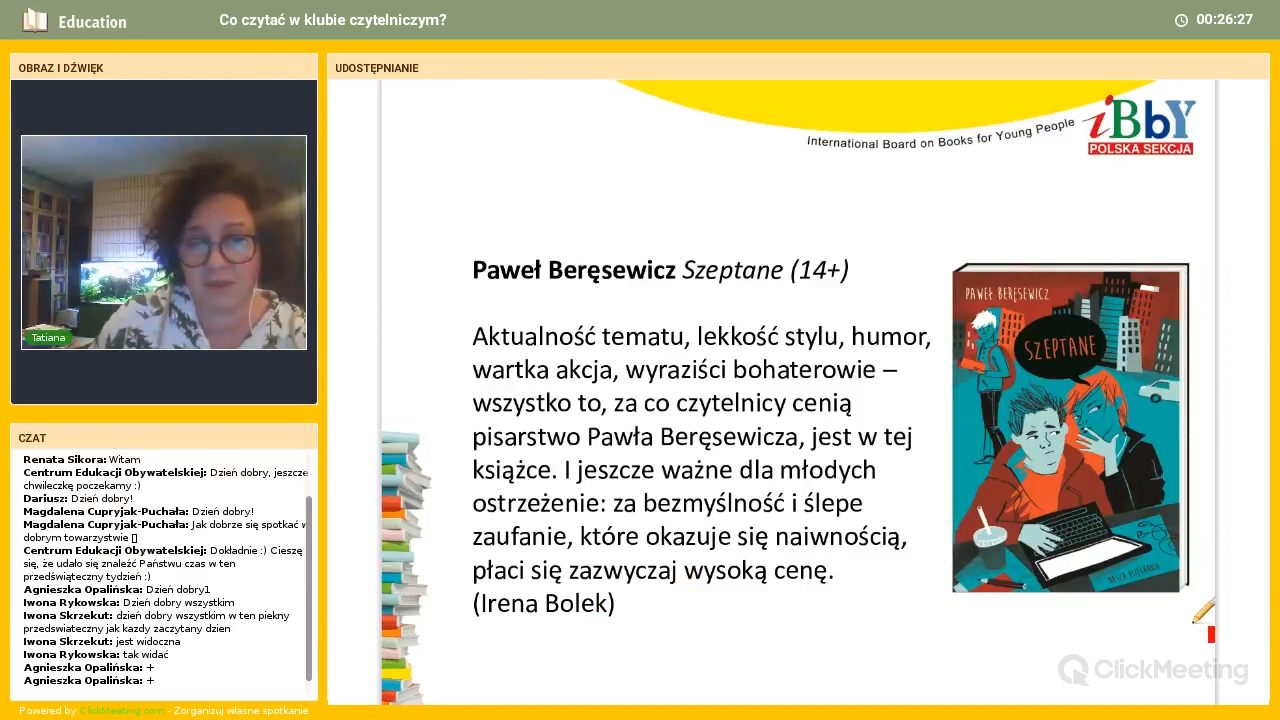 Education
Co czytać w klubie czytelniczym?
00:26:27
OBRAZ I DŹWIĘK
Tatiana
CZAT
Renata Sikora: Witam
Centrum Edukacji Obywatelskiej: Dzień dobry, jeszcze
chwileczkę poczekamy :)
Dariusz: Dzień dobry!
Magdalena Cupryjak-Puchała: Dzień dobry!
Magdalena Cupryjak-Puchała: Jak dobrze się spotkać w
dobrym towarzystwie
Centrum Edukacji Obywatelskiej: Dokładnie :) Cieszę
się, że udało się znaleźć Państwu czas w ten
przedświąteczny tydzień :)
Agnieszka Opalińska: Dzień dobry1
Iwona Rykowska: Dzień dobry wszystkim
Iwona Skrzekut: dzień dobry wszystkim w ten piekny
przedswiateczny jak kazdy zaczytany dzien
Iwona Skrzekut: jest widoczna
Iwona Rykowska: tak widać
Agnieszka Opalińska: +
Agnieszka Opalińska: +
Powered by ClickMeeting.com - Zorganizuj własne spotkanie
UDOSTĘPNIANIE
International Board on Books for Young People
iBbY
POLSKA SEKCJA
Paweł Beręsewicz Szeptane (14+)
Aktualność tematu, lekkość stylu, humor,
wartka akcja, wyraziści bohaterowie –
wszystko to, za co czytelnicy cenią
pisarstwo Pawła Beręsewicza, jest w tej
książce. I jeszcze ważne dla młodych
ostrzeżenie: za bezmyślność i ślepe
zaufanie, które okazuje się naiwnością,
płaci się zazwyczaj wysoką cenę.
(Irena Bolek)
PAWEŁ BERĘSEWICZ
SZEPTANE
NASZA KSIĘGARNIA
ClickMeeting